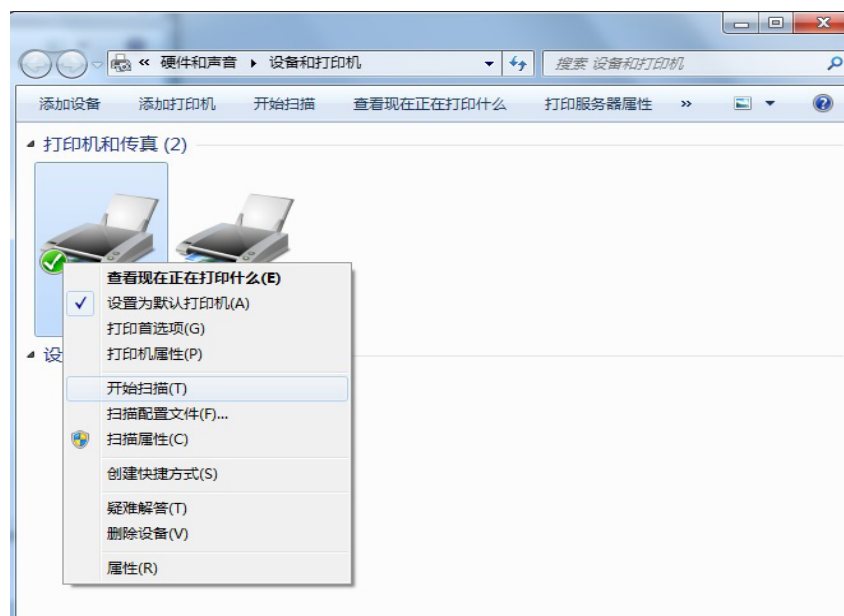 « 硬件和声音 ▸ 设备和打印机
搜索 设备和打印机
添加设备 添加打印机 开始扫描 查看现在正在打印什么 打印服务器属性 »
打印机和传真 (2)
查看现在正在打印什么(E)
设置为默认打印机(A)
打印首选项(G)
打印机属性(P)
设
开始扫描(T)
扫描配置文件(F)...
扫描属性(C)
创建快捷方式(S)
疑难解答(T)
删除设备(V)
属性(R)